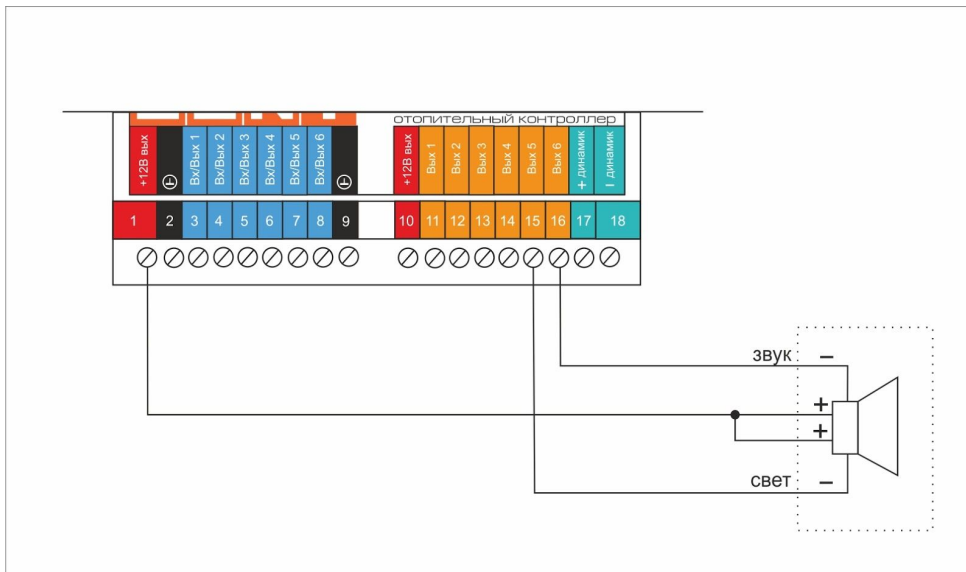 отопительный контроллер
+12В вых
Вх/Вых 1
Вх/Вых 2
Вх/Вых 3
Вх/Вых 4
Вх/Вых 5
Вх/Вых 6
+12В вых
Вых 1
Вых 2
Вых 3
Вых 4
Вых 5
Вых 6
+ динамик
– динамик
1 2 3 4 5 6 7 8 9 10 11 12 13 14 15 16 17 18
звук –
+
+
свет –